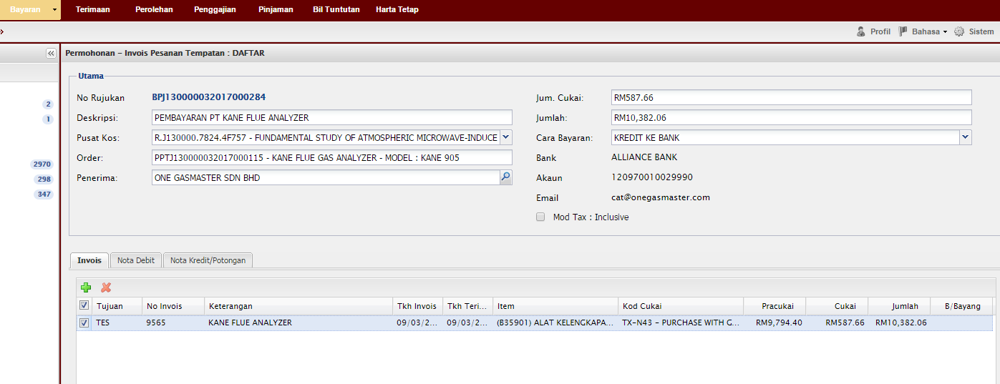 Bayaran Terimaan Perolehan Penggajian Pinjaman Bil Tuntutan Harta Tetap
Profil Bahasa Sistem
Permohonan - Invois Pesanan Tempatan : DAFTAR
2
1
2970
298
347
Utama
No Rujukan BPJ130000032017000284
Deskripsi: PEMBAYARAN PT KANE FLUE ANALYZER
Pusat Kos: R.J130000.7824.4F757 - FUNDAMENTAL STUDY OF ATMOSPHERIC MICROWAVE-INDUCE
Order: PPTJ130000032017000115 - KANE FLUE GAS ANALYZER - MODEL : KANE 905
Penerima: ONE GASMASTER SDN BHD
Jum. Cukai: RM587.66
Jumlah: RM10,382.06
Cara Bayaran: KREDIT KE BANK
Bank ALLIANCE BANK
Akaun 120970010029990
Email cat@onegasmaster.com
Mod Tax : Inclusive
Invois Nota Debit Nota Kredit/Potongan
Tujuan No Invois Keterangan Tkh Invois Tkh Teri... Item Kod Cukai Pracukai Cukai Jumlah B/Bayang
TES 9565 KANE FLUE ANALYZER 09/03/2... 09/03/2... (B35901) ALAT KELENGKAPA... TX-N43 - PURCHASE WITH G... RM9,794.40 RM587.66 RM10,382.06